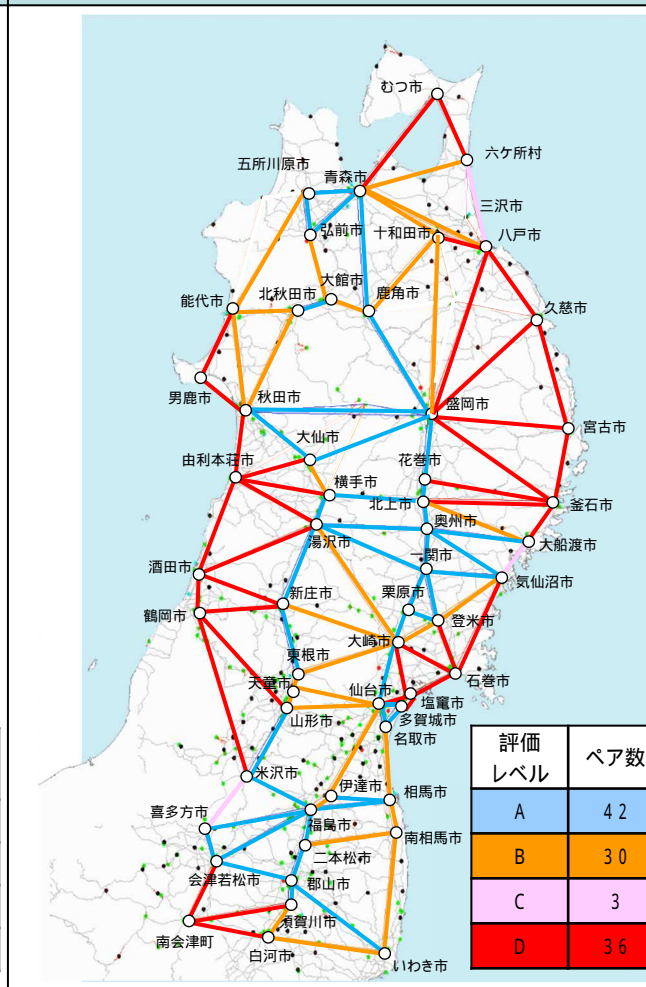 むつ市
六ケ所村
五所川原市
青森市
三沢市
弘前市
十和田市
八戸市
大館市
能代市
北秋田市
鹿角市
久慈市
男鹿市
秋田市
盛岡市
宮古市
大仙市
由利本荘市
花巻市
横手市
北上市
釜石市
奥州市
湯沢市
大船渡市
一関市
酒田市
気仙沼市
新庄市
栗原市
鶴岡市
登米市
大崎市
東根市
石巻市
天童市
仙台市
塩竈市
山形市
多賀城市
名取市
米沢市
伊達市
相馬市
喜多方市
福島市
南相馬市
二本松市
会津若松市
郡山市
須賀川市
南会津町
白河市
いわき市
評価
レベル
ペア数
A 42
B 30
C 3
D 36